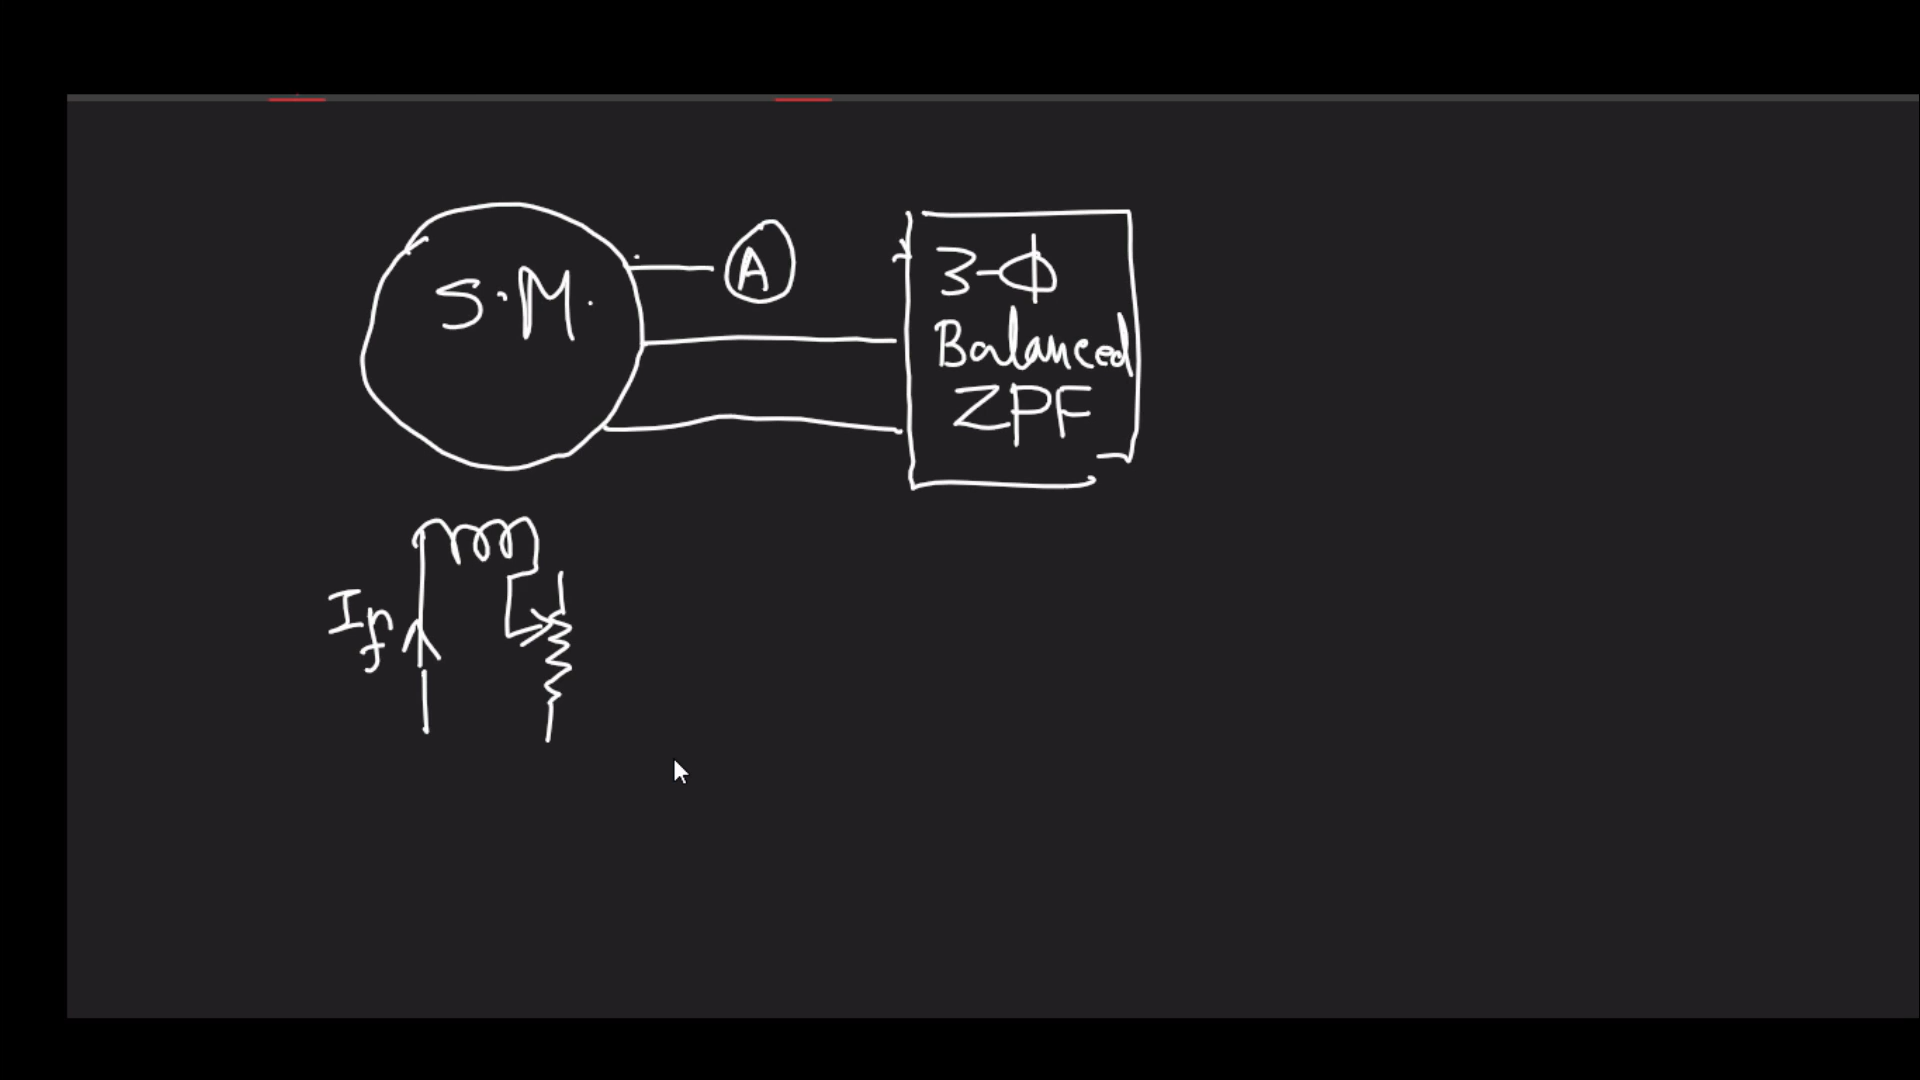 S.M.
A
3-Φ
Balanced
ZPF
If